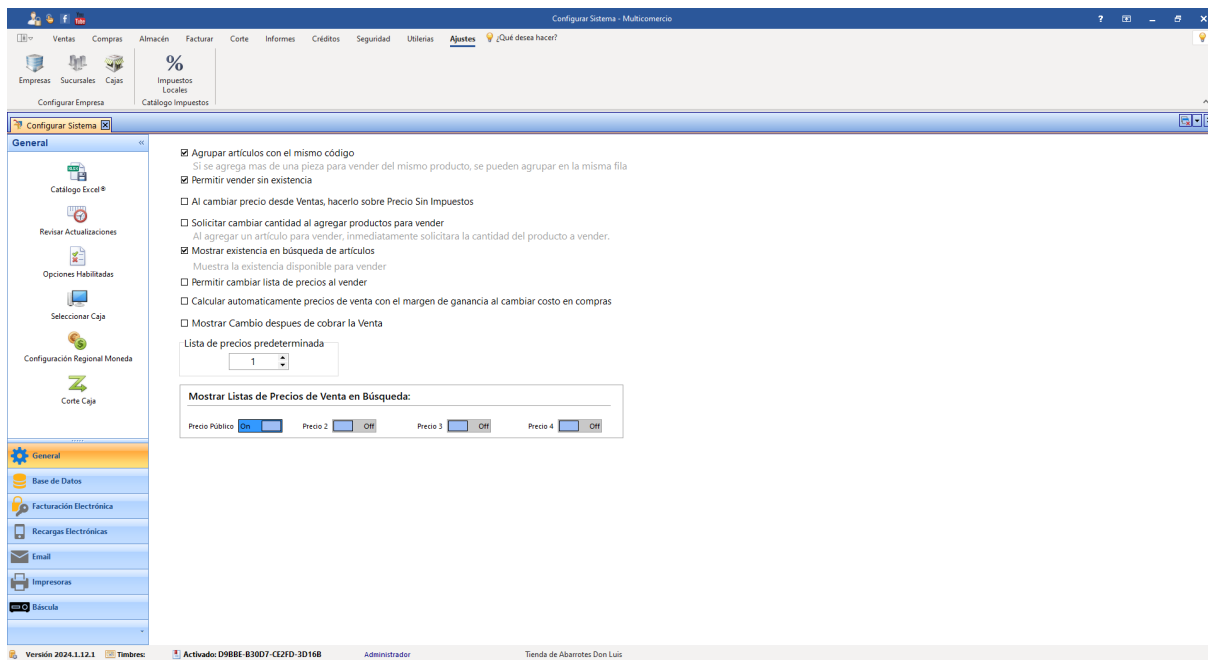 Configurar Sistema - Multicomercio
Ventas Compras Almacén Facturar Corte Informes Créditos Seguridad Utilerias Ajustes ¿Qué desea hacer?
Empresas Sucursales Cajas Impuestos Locales
Configurar Empresa Catálogo Impuestos
Configurar Sistema
General «
Catálogo Excel®
Revisar Actualizaciones
Opciones Habilitadas
Seleccionar Caja
Configuración Regional Moneda
Corte Caja
General
Base de Datos
Facturación Electrónica
Recargas Electrónicas
Email
Impresoras
Báscula
Agrupar artículos con el mismo código
Si se agrega mas de una pieza para vender del mismo producto, se pueden agrupar en la misma fila
Permitir vender sin existencia
Al cambiar precio desde Ventas, hacerlo sobre Precio Sin Impuestos
Solicitar cambiar cantidad al agregar productos para vender
Al agregar un artículo para vender, inmediatamente solicitara la cantidad del producto a vender.
Mostrar existencia en búsqueda de artículos
Muestra la existencia disponible para vender
Permitir cambiar lista de precios al vender
Calcular automaticamente precios de venta con el margen de ganancia al cambiar costo en compras
Mostrar Cambio despues de cobrar la Venta
Lista de precios predeterminada
1
Mostrar Listas de Precios de Venta en Búsqueda:
Precio Público On Precio 2 Off Precio 3 Off Precio 4 Off
Versión 2024.1.12.1 Timbres: Activado: D9BBE-B30D7-CE2FD-3D16B Administrador Tienda de Abarrotes Don Luis